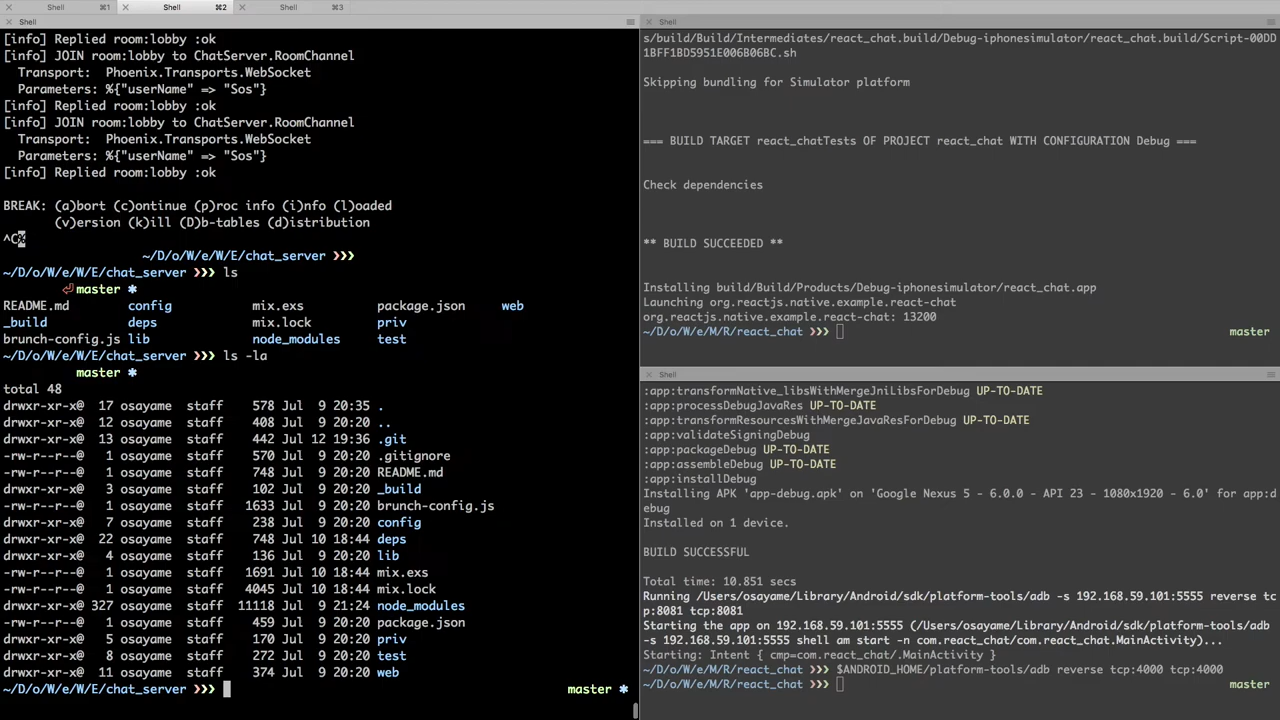 Shell ⌘1 Shell ⌘2 Shell ⌘3
Shell
[info] Replied room:lobby :ok
[info] JOIN room:lobby to ChatServer.RoomChannel
  Transport:  Phoenix.Transports.WebSocket
  Parameters: %{"userName" => "Sos"}
[info] Replied room:lobby :ok
[info] JOIN room:lobby to ChatServer.RoomChannel
  Transport:  Phoenix.Transports.WebSocket
  Parameters: %{"userName" => "Sos"}
[info] Replied room:lobby :ok
BREAK: (a)bort (c)ontinue (p)roc info (i)nfo (l)oaded
       (v)ersion (k)ill (D)b-tables (d)istribution
^C%
~/D/o/W/e/W/E/chat_server ❯❯❯
~/D/o/W/e/W/E/chat_server ❯❯❯ ls
⏎ master *
README.md config mix.exs package.json web
_build deps mix.lock priv
brunch-config.js lib node_modules test
~/D/o/W/e/W/E/chat_server ❯❯❯ ls -la
master *
total 48
drwxr-xr-x@  17 osayame  staff    578 Jul  9 20:35 .
drwxr-xr-x@  12 osayame  staff    408 Jul  9 20:20 ..
drwxr-xr-x@  13 osayame  staff    442 Jul 12 19:36 .git
-rw-r--r--@   1 osayame  staff    570 Jul  9 20:20 .gitignore
-rw-r--r--@   1 osayame  staff    748 Jul  9 20:20 README.md
drwxr-xr-x@   3 osayame  staff    102 Jul  9 20:20 _build
-rw-r--r--@   1 osayame  staff   1633 Jul  9 20:20 brunch-config.js
drwxr-xr-x@   7 osayame  staff    238 Jul  9 20:20 config
drwxr-xr-x@  22 osayame  staff    748 Jul 10 18:44 deps
drwxr-xr-x@   4 osayame  staff    136 Jul  9 20:20 lib
-rw-r--r--@   1 osayame  staff   1691 Jul 10 18:44 mix.exs
-rw-r--r--@   1 osayame  staff   4045 Jul 10 18:44 mix.lock
drwxr-xr-x@ 327 osayame  staff  11118 Jul  9 21:24 node_modules
-rw-r--r--@   1 osayame  staff    459 Jul  9 20:20 package.json
drwxr-xr-x@   5 osayame  staff    170 Jul  9 20:20 priv
drwxr-xr-x@   8 osayame  staff    272 Jul  9 20:20 test
drwxr-xr-x@  11 osayame  staff    374 Jul  9 20:20 web
~/D/o/W/e/W/E/chat_server ❯❯❯ master *
Shell
s/build/Build/Intermediates/react_chat.build/Debug-iphonesimulator/react_chat.build/Script-00DD
1BFF1BD5951E006B06BC.sh
Skipping bundling for Simulator platform
=== BUILD TARGET react_chatTests OF PROJECT react_chat WITH CONFIGURATION Debug ===
Check dependencies
** BUILD SUCCEEDED **
Installing build/Build/Products/Debug-iphonesimulator/react_chat.app
Launching org.reactjs.native.example.react-chat
org.reactjs.native.example.react-chat: 13200
~/D/o/W/e/M/R/react_chat ❯❯❯ master
Shell
:app:transformNative_libsWithMergeJniLibsForDebug UP-TO-DATE
:app:processDebugJavaRes UP-TO-DATE
:app:transformResourcesWithMergeJavaResForDebug UP-TO-DATE
:app:validateSigningDebug
:app:packageDebug UP-TO-DATE
:app:assembleDebug UP-TO-DATE
:app:installDebug
Installing APK 'app-debug.apk' on 'Google Nexus 5 - 6.0.0 - API 23 - 1080x1920 - 6.0' for app:d
ebug
Installed on 1 device.
BUILD SUCCESSFUL
Total time: 10.851 secs
Running /Users/osayame/Library/Android/sdk/platform-tools/adb -s 192.168.59.101:5555 reverse tc
p:8081 tcp:8081
Starting the app on 192.168.59.101:5555 (/Users/osayame/Library/Android/sdk/platform-tools/adb
-s 192.168.59.101:5555 shell am start -n com.react_chat/com.react_chat.MainActivity)...
Starting: Intent { cmp=com.react_chat/.MainActivity }
~/D/o/W/e/M/R/react_chat ❯❯❯ $ANDROID_HOME/platform-tools/adb reverse tcp:4000 tcp:4000
~/D/o/W/e/M/R/react_chat ❯❯❯ master